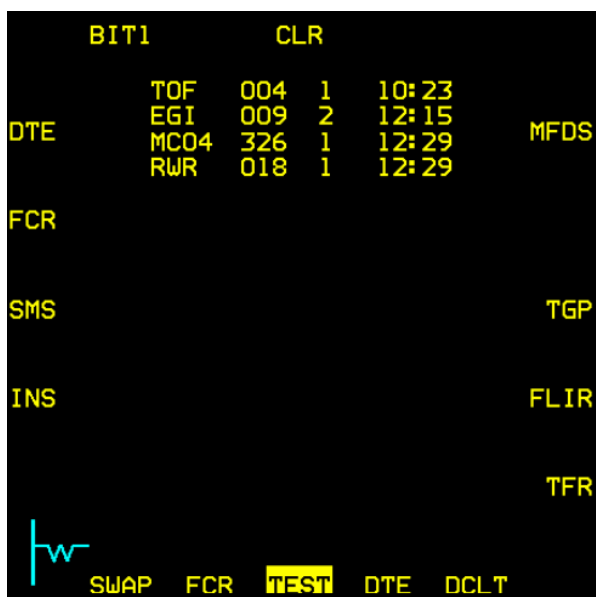 BIT1 CLR
TOF 004 1 10:23
EGI 009 2 12:15
DTE MFDS
MC04 326 1 12:29
RWR 018 1 12:29
FCR
SMS TGP
INS FLIR
TFR
W
SWAP FCR TEST DTE DCLT